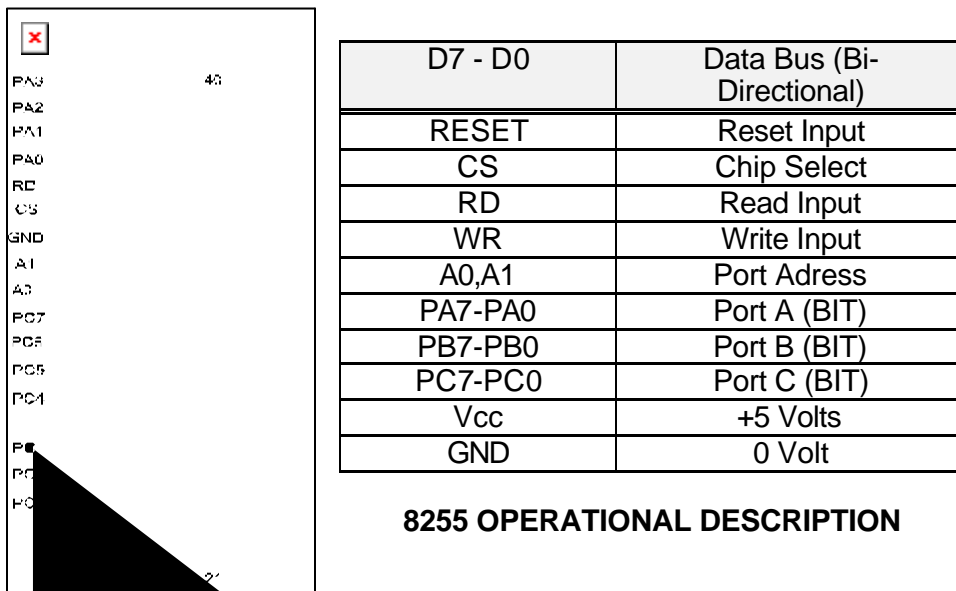 PA3 40
PA2
PA1
PA0
RD
CS
GND
A1
PC7
PC5
PC4
21
D7 - D0 Data Bus (Bi-
Directional)
RESET Reset Input
CS Chip Select
RD Read Input
WR Write Input
A0,A1 Port Adress
PA7-PA0 Port A (BIT)
PB7-PB0 Port B (BIT)
PC7-PC0 Port C (BIT)
Vcc +5 Volts
GND 0 Volt
8255 OPERATIONAL DESCRIPTION